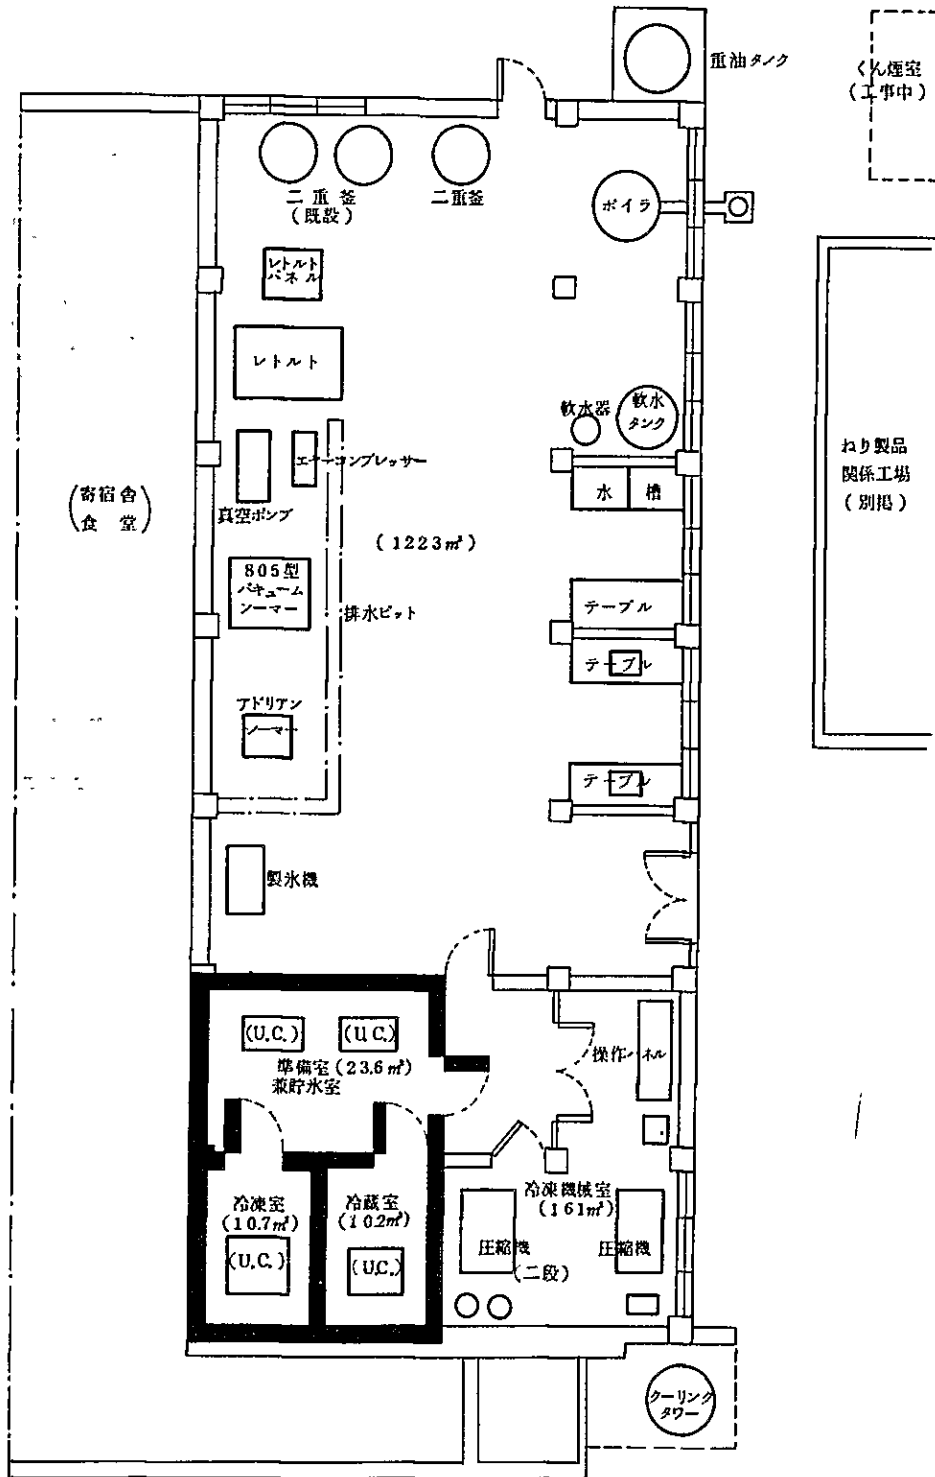 重油タンク
くん煙室
(工事中)
二重釜
(既設)
二重釜
ボイラ
レトルト
パネル
レトルト
軟水器
軟水
タンク
エヤーコンプレッサー
真空ポンプ
水槽
ねり製品
関係工場
(別掲)
(寄宿舎
食堂)
(1223㎡)
805型
バキューム
シーマー
排水ピット
テーブル
テーブル
アドリアン
シーマー
テーブル
製氷機
(U.C.)
(U.C.)
準備室(23.6㎡)
兼貯氷室
操作パネル
冷凍室
(10.7㎡)
冷蔵室
(10.2㎡)
冷凍機械室
(161㎡)
(U.C.)
(U.C.)
圧縮機
(二段)
圧縮機
クーリング
タワー